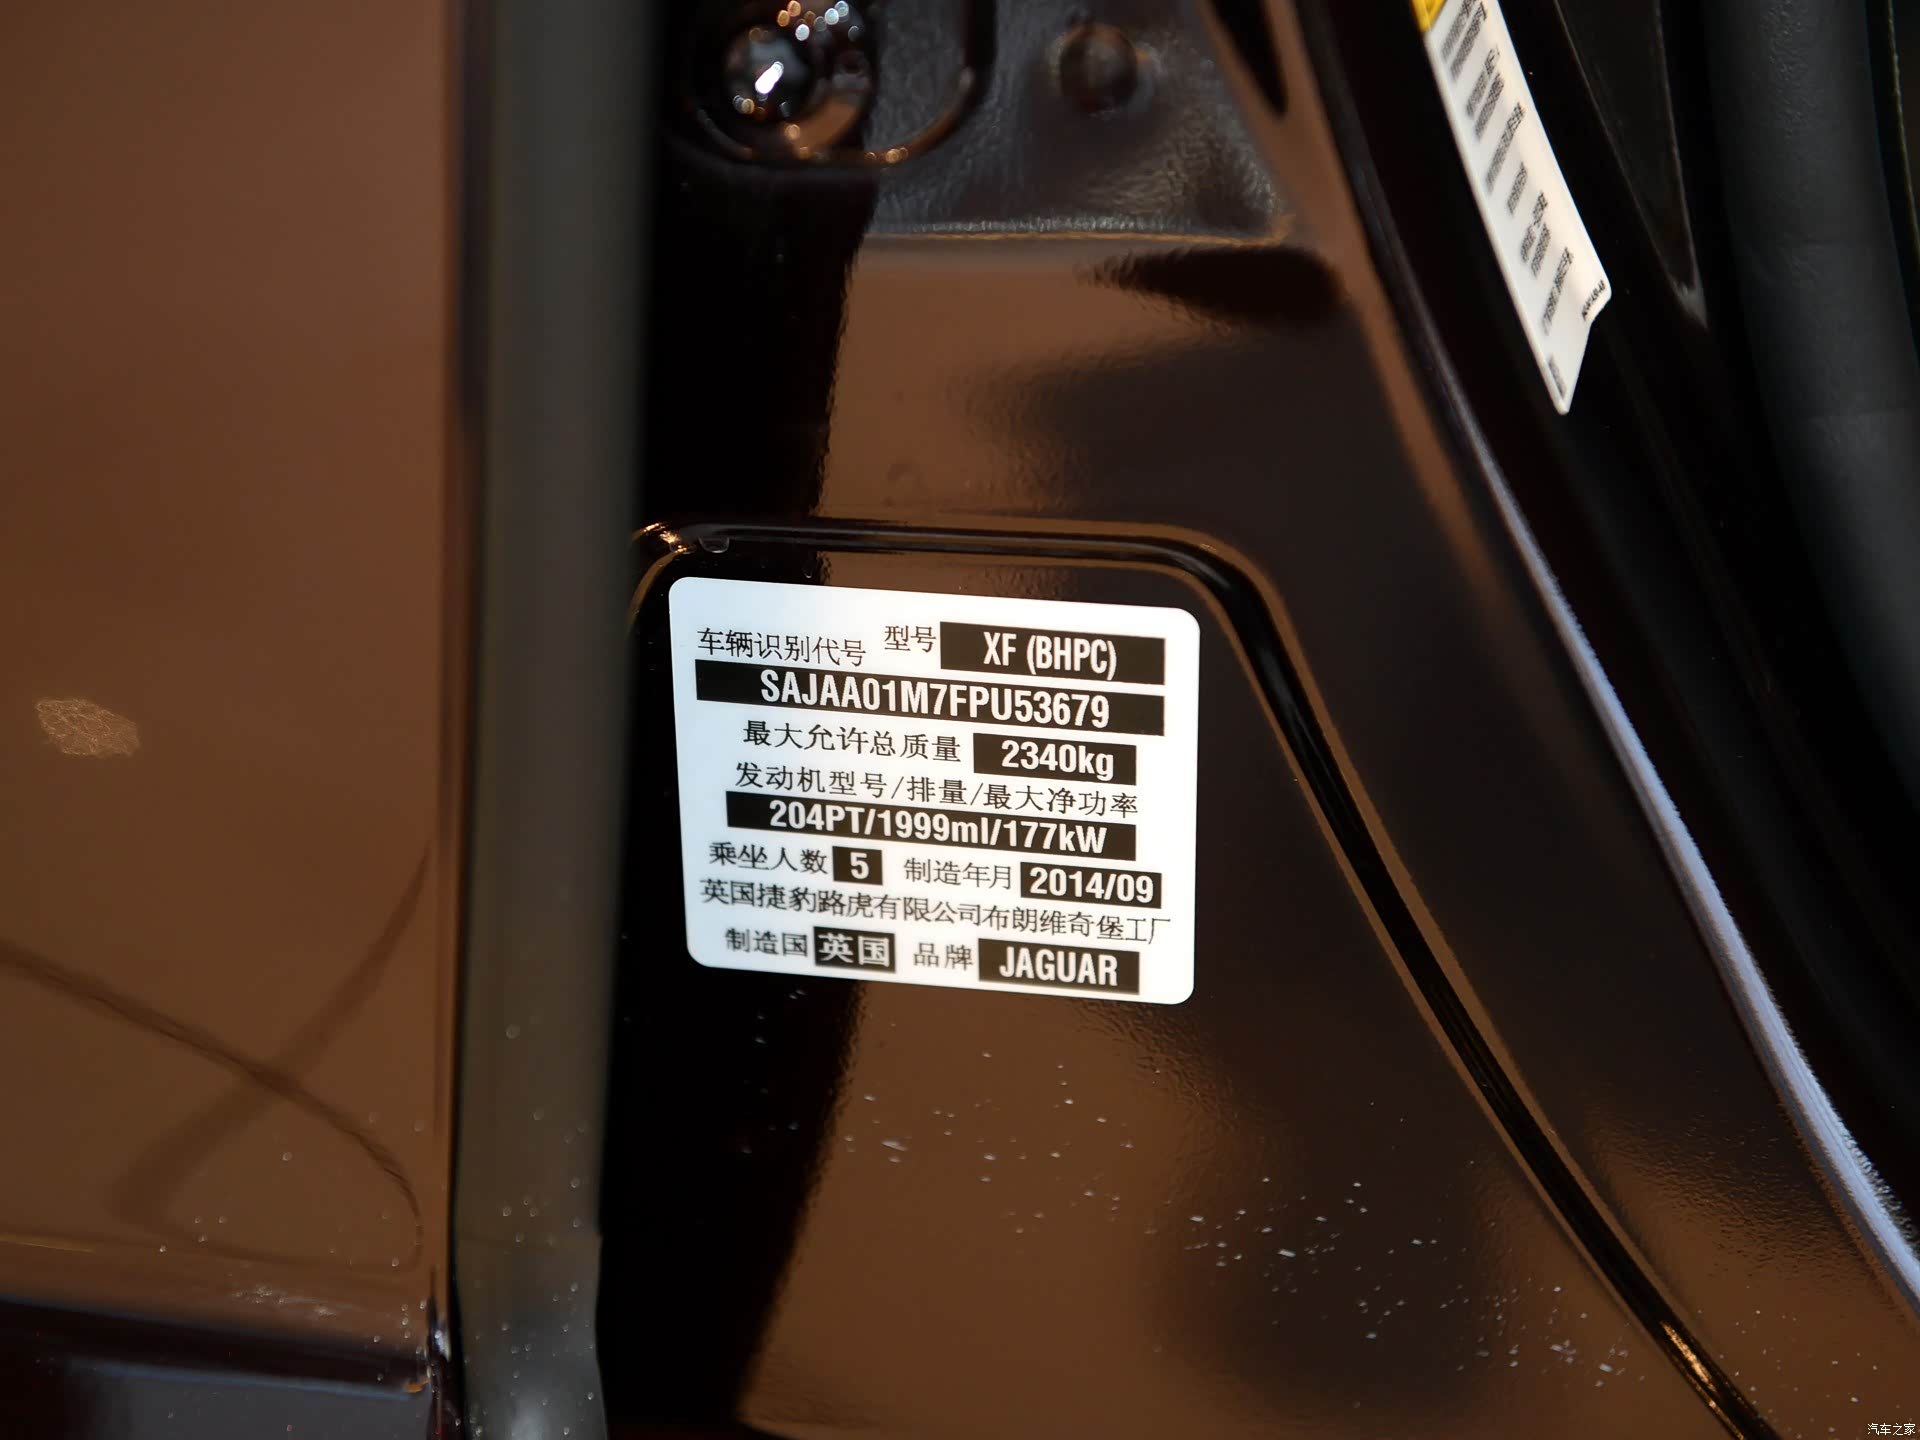 车辆识别代号 型号 XF (BHPC)
SAJAA01M7FPU53679
最大允许总质量 2340kg
发动机型号/排量/最大净功率
204PT/1999ml/177kW
乘坐人数 5 制造年月 2014/09
英国捷豹路虎有限公司布朗维奇堡工厂
制造国 英国 品牌 JAGUAR
汽车之家